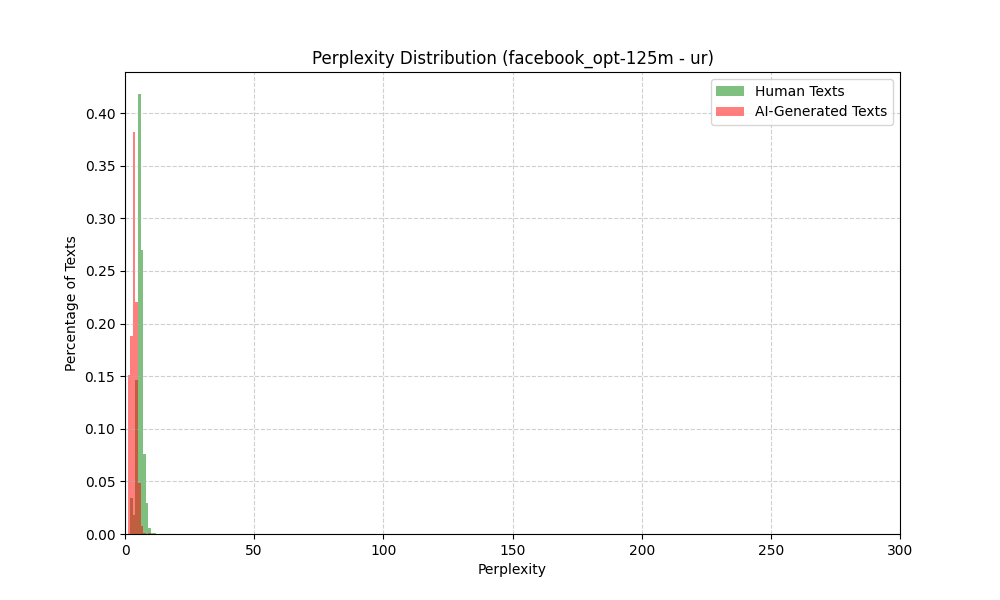 Perplexity Distribution (facebook_opt-125m - ur)
Human Texts
AI-Generated Texts
Percentage of Texts
0.40
0.35
0.30
0.25
0.20
0.15
0.10
0.05
0.00
0 50 100 150 200 250 300
Perplexity